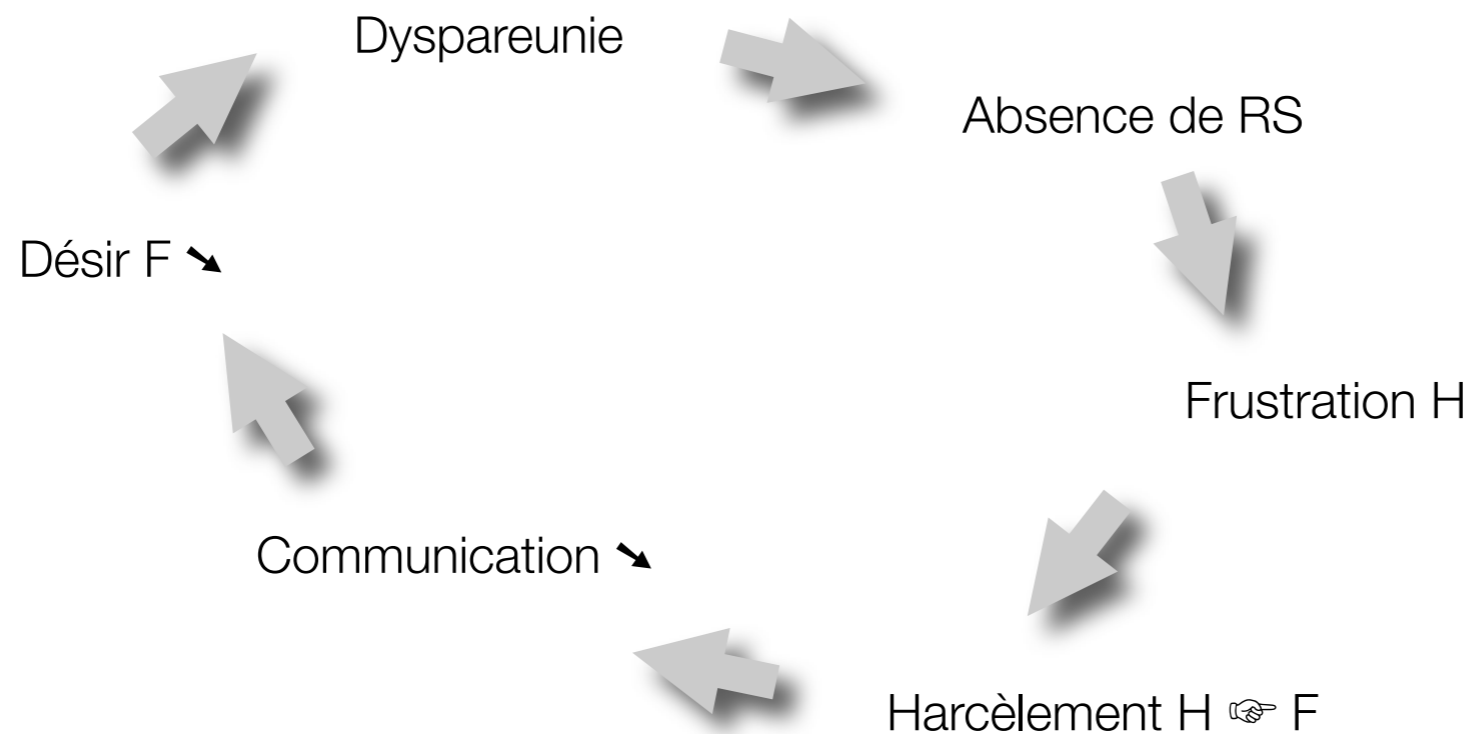 Dyspareunie
Absence de RS
Frustration H
Harcèlement H ☞ F
Communication ➘
Désir F ➘